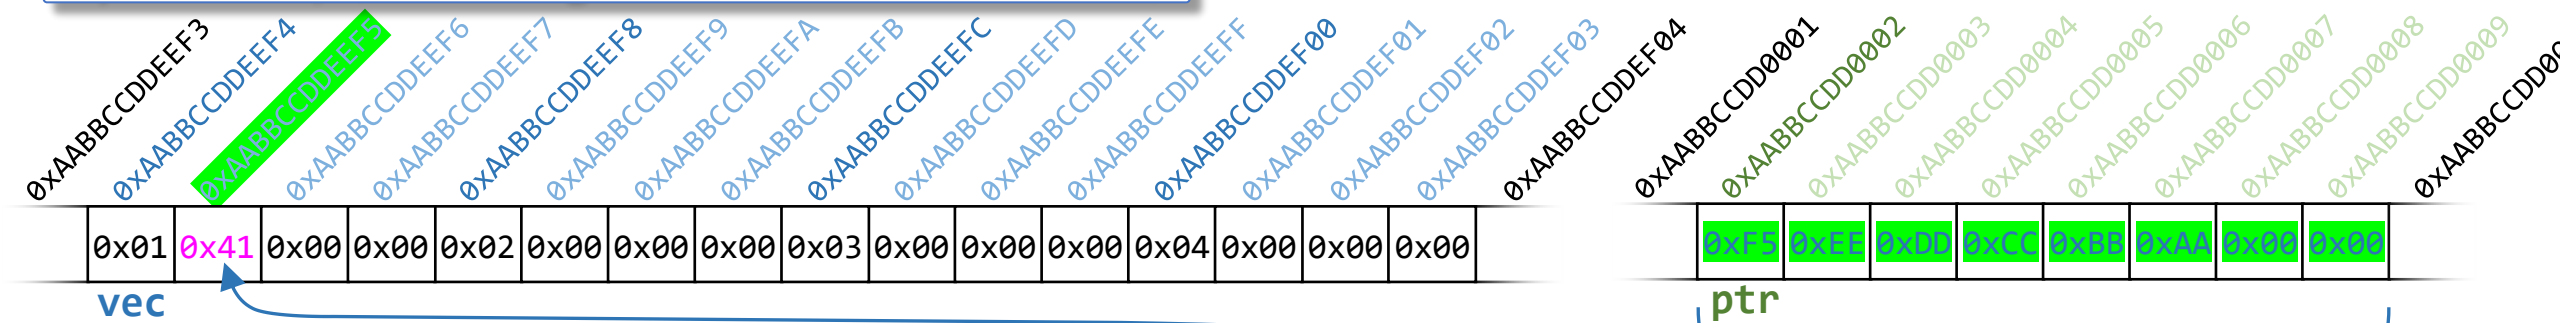 0xAABBCCDDEEF3 0xAABBCCDDEEF4 0xAABBCCDDEEF5 0xAABBCCDDEEF6 0xAABBCCDDEEF7 0xAABBCCDDEEF8 0xAABBCCDDEEF9 0xAABBCCDDEEFA 0xAABBCCDDEEFB 0xAABBCCDDEEFC 0xAABBCCDDEEFD 0xAABBCCDDEEFE 0xAABBCCDDEEFF 0xAABBCCDDEF00 0xAABBCCDDEF01 0xAABBCCDDEF02 0xAABBCCDDEF03 0xAABBCCDDEF04 0xAABBCCDD0001 0xAABBCCDD0002 0xAABBCCDD0003 0xAABBCCDD0004 0xAABBCCDD0005 0xAABBCCDD0006 0xAABBCCDD0007 0xAABBCCDD0008 0xAABBCCDD0009 0xAABBCCDD00
0x01 0x41 0x00 0x00 0x02 0x00 0x00 0x00 0x03 0x00 0x00 0x00 0x04 0x00 0x00 0x00 0xF5 0xEE 0xDD 0xCC 0xBB 0xAA 0x00 0x00
vec ptr